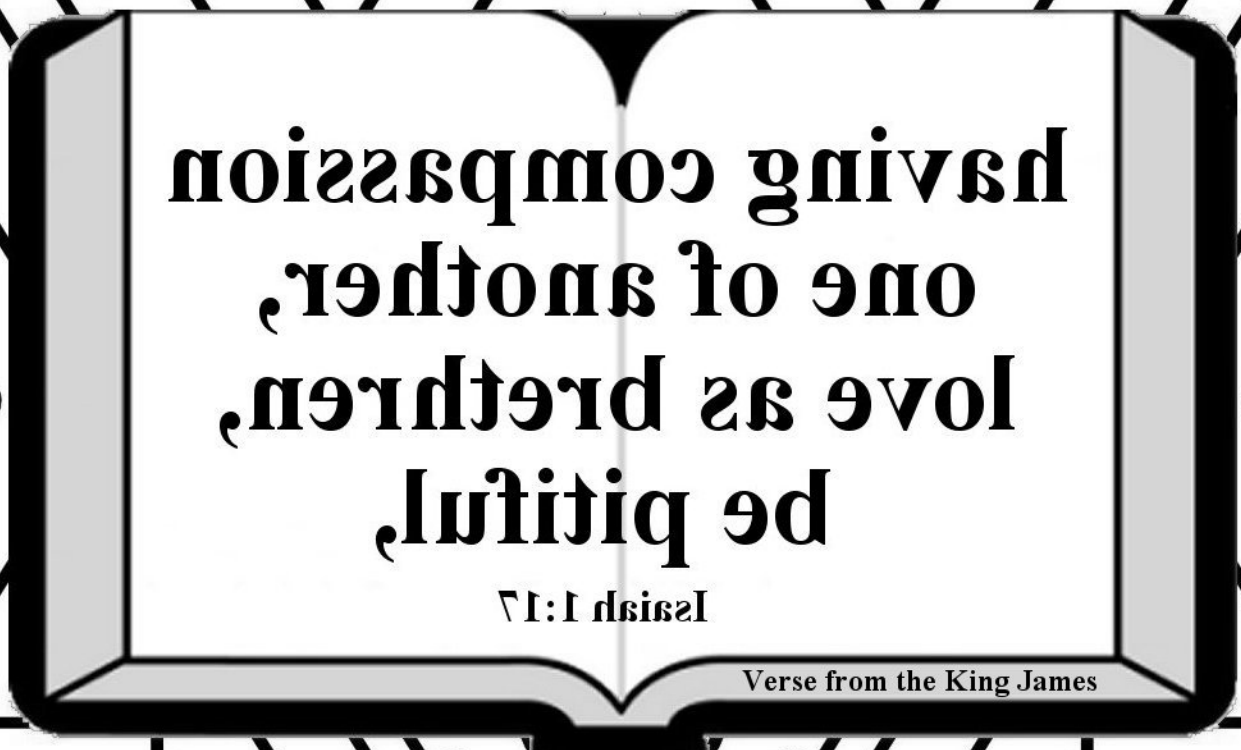 having compassion
one of another,
love as brethren,
be pitiful,
Isaiah 1:17
Verse from the King James